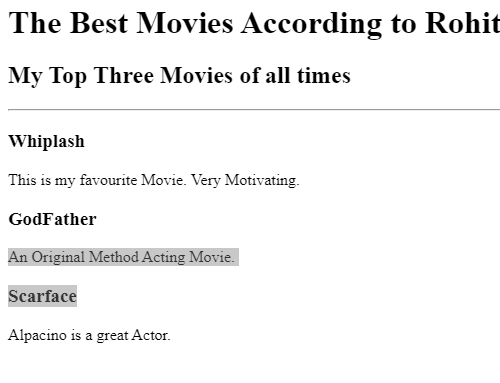 The Best Movies According to Rohit
My Top Three Movies of all times
Whiplash
This is my favourite Movie. Very Motivating.
GodFather
An Original Method Acting Movie.
Scarface
Alpacino is a great Actor.